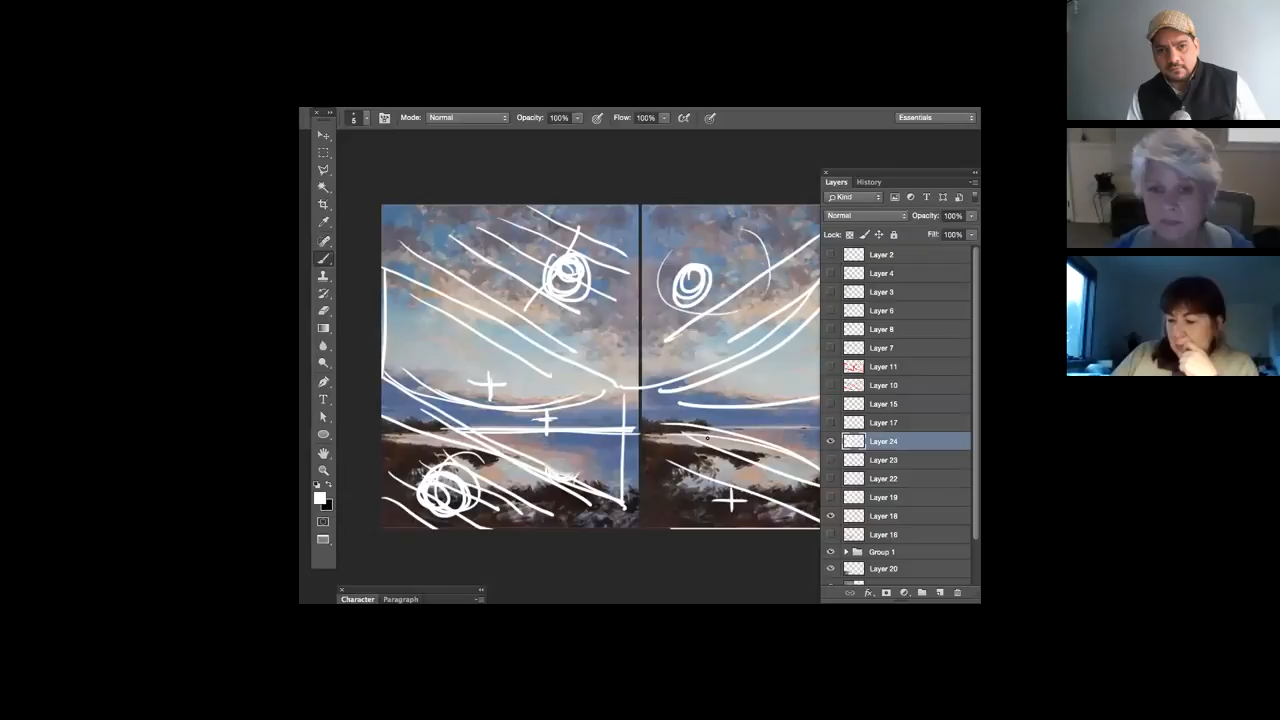 5 Mode: Normal Opacity: 100% Flow: 100% Essentials
Layers History
Kind
Normal Opacity: 100%
Lock: Fill: 100%
Layer 2
Layer 4
Layer 3
Layer 6
Layer 8
Layer 7
Layer 11
Layer 10
Layer 15
Layer 17
Layer 24
Layer 23
Layer 22
Layer 19
Layer 18
Layer 16
Group 1
Layer 20
fx
Character Paragraph